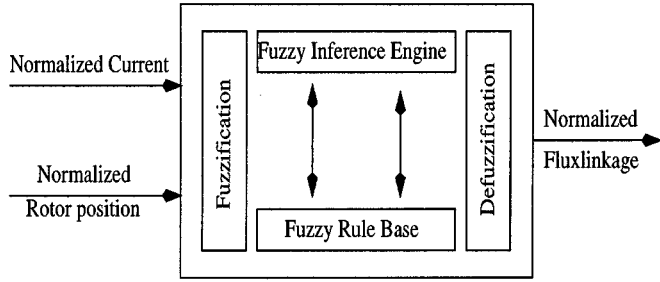 Normalized Current
Normalized
Rotor position
Fuzzification
Fuzzy Inference Engine
Fuzzy Rule Base
Defuzzification
Normalized
Fluxlinkage